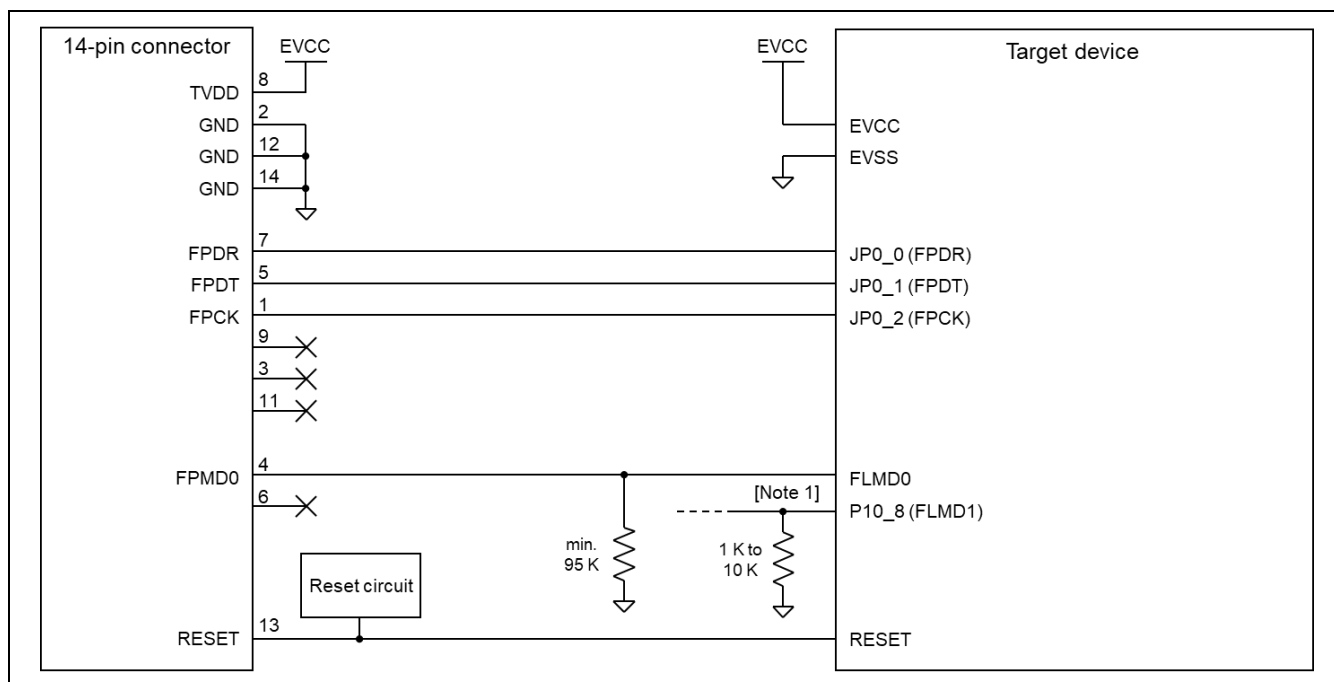 14-pin connector
EVCC
TVDD
8
GND
2
GND
12
GND
14
FPDR
7
FPDT
5
FPCK
1
9
3
11
FPMD0
4
6
Reset circuit
RESET
13
min.
95 K
[Note 1]
1 K to
10 K
EVCC
Target device
EVCC
EVSS
JP0_0 (FPDR)
JP0_1 (FPDT)
JP0_2 (FPCK)
FLMD0
P10_8 (FLMD1)
RESET